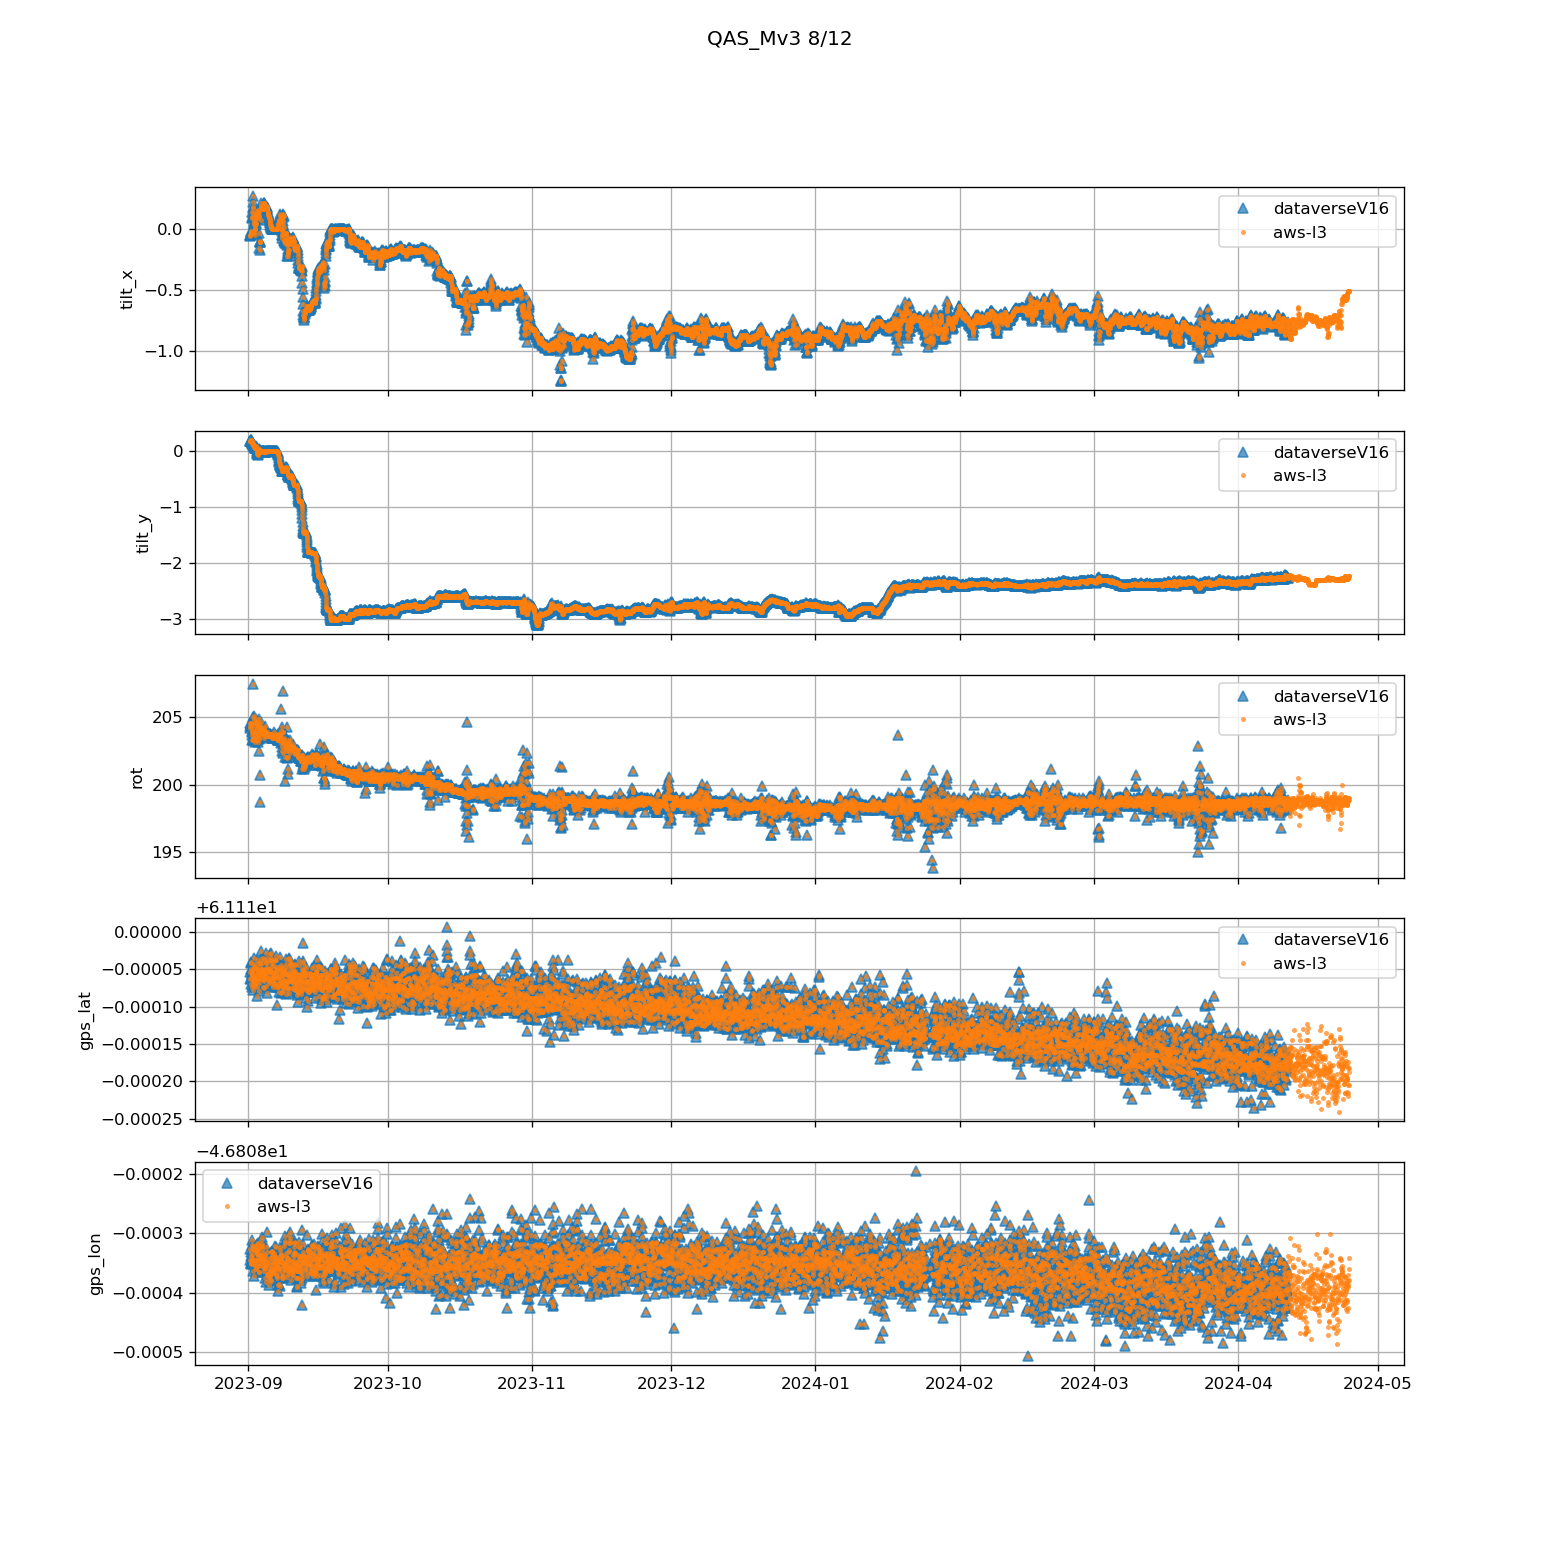 QAS_Mv3 8/12
0.0
−0.5
−1.0
tilt_x
dataverseV16
aws-l3
0
−1
−2
−3
tilt_y
dataverseV16
aws-l3
205
200
195
rot
dataverseV16
aws-l3
+6.111e1
0.00000
−0.00005
−0.00010
−0.00015
−0.00020
−0.00025
gps_lat
dataverseV16
aws-l3
−4.6808e1
−0.0002
−0.0003
−0.0004
−0.0005
gps_lon
dataverseV16
aws-l3
2023-09 2023-10 2023-11 2023-12 2024-01 2024-02 2024-03 2024-04 2024-05